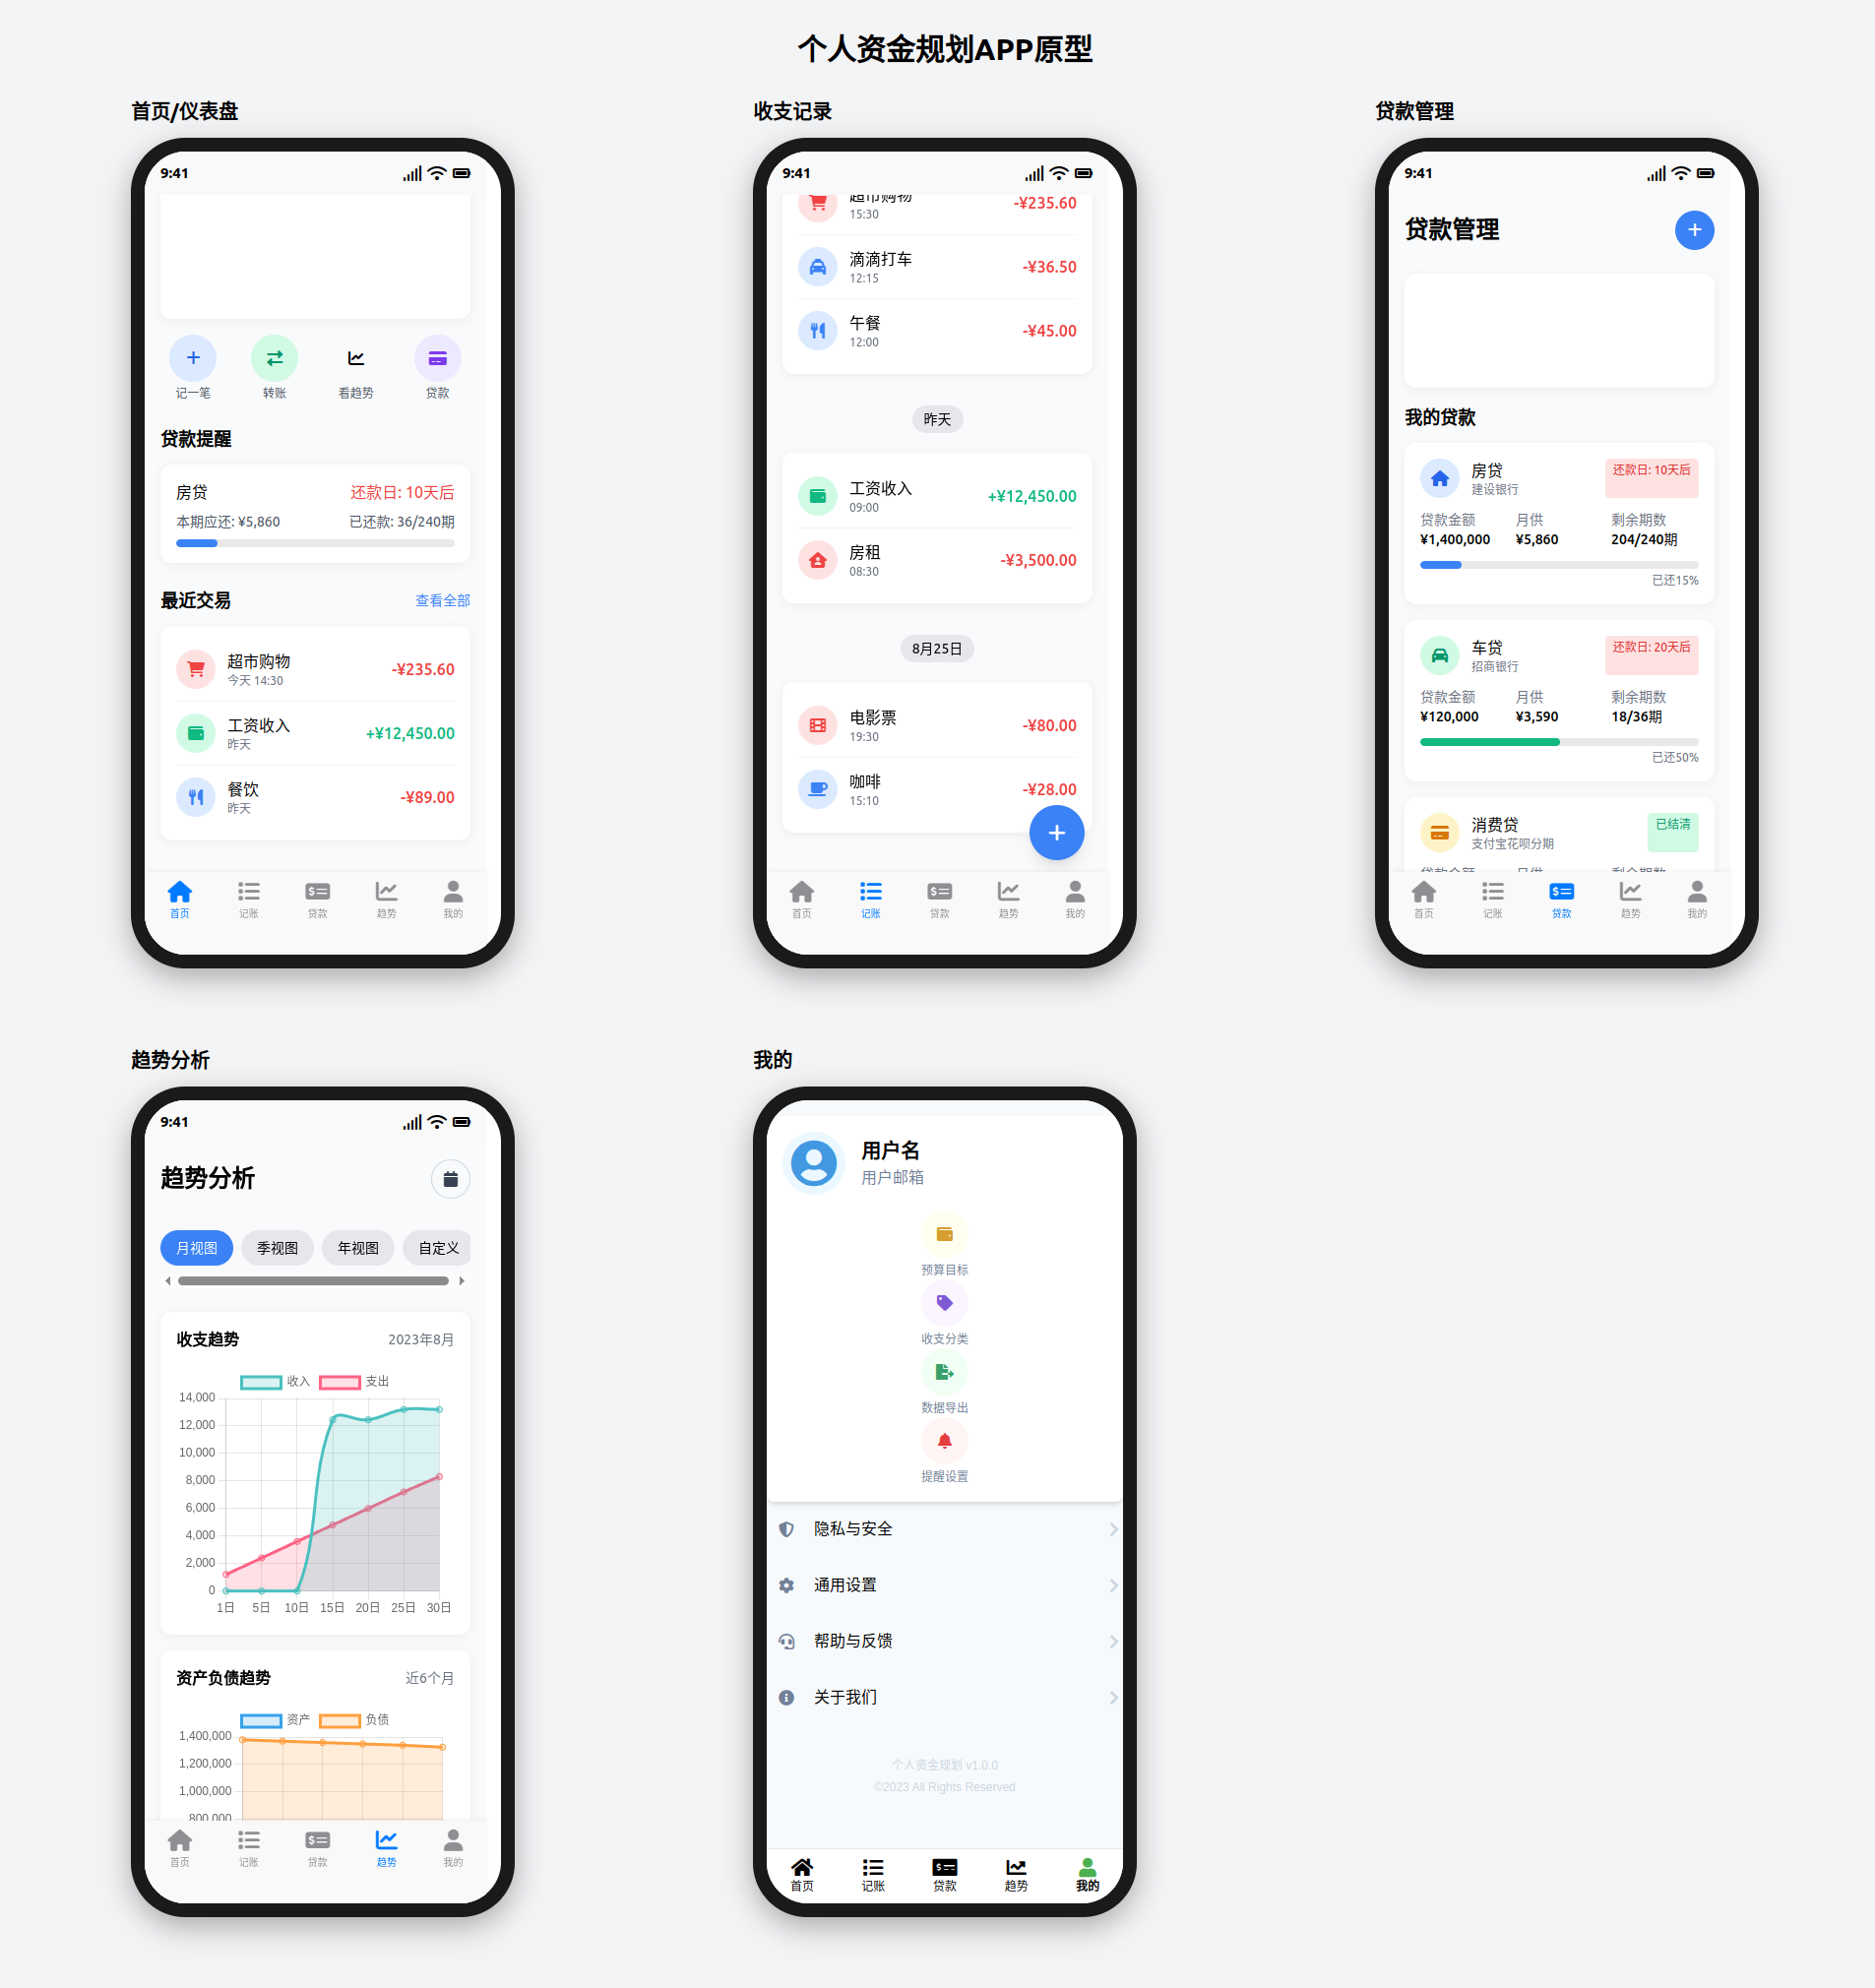 个人资金规划APP原型
首页/仪表盘
9:41
记一笔 转账 看趋势 贷款
贷款提醒
房贷 还款日: 10天后
本期应还: ¥5,860 已还款: 36/240期
最近交易 查看全部
超市购物 -¥235.60
今天 14:30
工资收入 +¥12,450.00
昨天
餐饮 -¥89.00
昨天
首页 记账 贷款 趋势 我的
收支记录
9:41
超市购物 -¥235.60
15:30
滴滴打车 -¥36.50
12:15
午餐 -¥45.00
12:00
昨天
工资收入 +¥12,450.00
09:00
房租 -¥3,500.00
08:30
8月25日
电影票 -¥80.00
19:30
咖啡 -¥28.00
15:10
首页 记账 贷款 趋势 我的
贷款管理
9:41
贷款管理
我的贷款
房贷 还款日: 10天后
建设银行
贷款金额 月供 剩余期数
¥1,400,000 ¥5,860 204/240期
已还15%
车贷 还款日: 20天后
招商银行
贷款金额 月供 剩余期数
¥120,000 ¥3,590 18/36期
已还50%
消费贷 已结清
支付宝花呗分期
贷款金额 月供 剩余期数
首页 记账 贷款 趋势 我的
趋势分析
9:41
趋势分析
月视图 季视图 年视图 自定义
收支趋势 2023年8月
收入 支出
14,000
12,000
10,000
8,000
6,000
4,000
2,000
0
1日 5日 10日 15日 20日 25日 30日
资产负债趋势 近6个月
资产 负债
1,400,000
1,200,000
1,000,000
800,000
首页 记账 贷款 趋势 我的
我的
用户名
用户邮箱
预算目标
收支分类
数据导出
提醒设置
隐私与安全
通用设置
帮助与反馈
关于我们
个人资金规划 v1.0.0
©2023 All Rights Reserved
首页 记账 贷款 趋势 我的